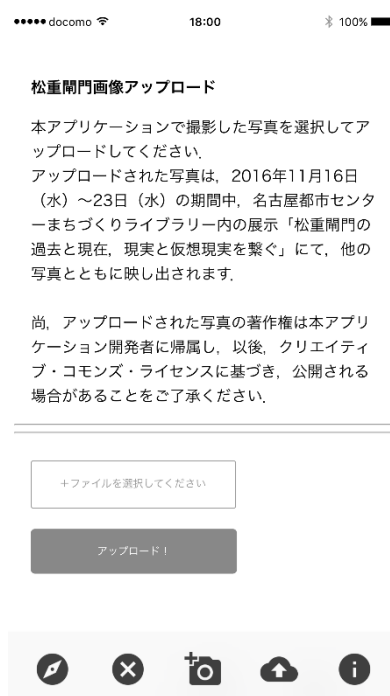 docomo 18:00 100%
松重閘門画像アップロード
本アプリケーションで撮影した写真を選択してア
ップロードしてください．
アップロードされた写真は，2016年11月16日
（水）〜23日（水）の期間中，名古屋都市センタ
ーまちづくりライブラリー内の展示「松重閘門の
過去と現在，現実と仮想現実を繋ぐ」にて，他の
写真とともに映し出されます．
尚，アップロードされた写真の著作権は本アプリ
ケーション開発者に帰属し，以後，クリエイティ
ブ・コモンズ・ライセンスに基づき，公開される
場合があることをご了承ください．
＋ファイルを選択してください
アップロード！